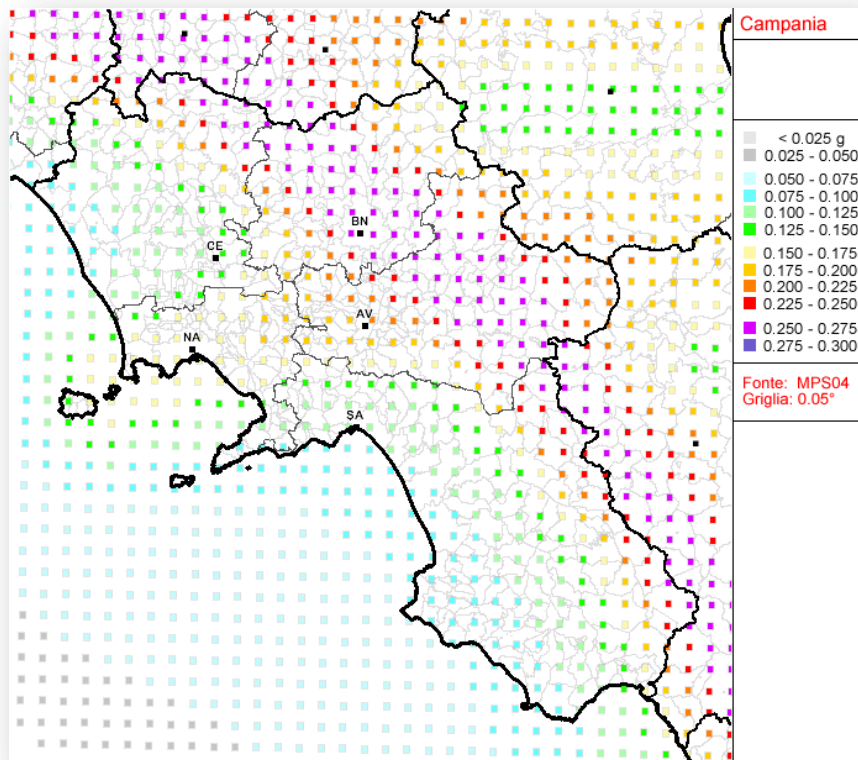 Campania
< 0.025 g
0.025 - 0.050
0.050 - 0.075
0.075 - 0.100
0.100 - 0.125
0.125 - 0.150
0.150 - 0.175
0.175 - 0.200
0.200 - 0.225
0.225 - 0.250
0.250 - 0.275
0.275 - 0.300
Fonte: MPS04
Griglia: 0.05°
BN
CE
AV
NA
SA